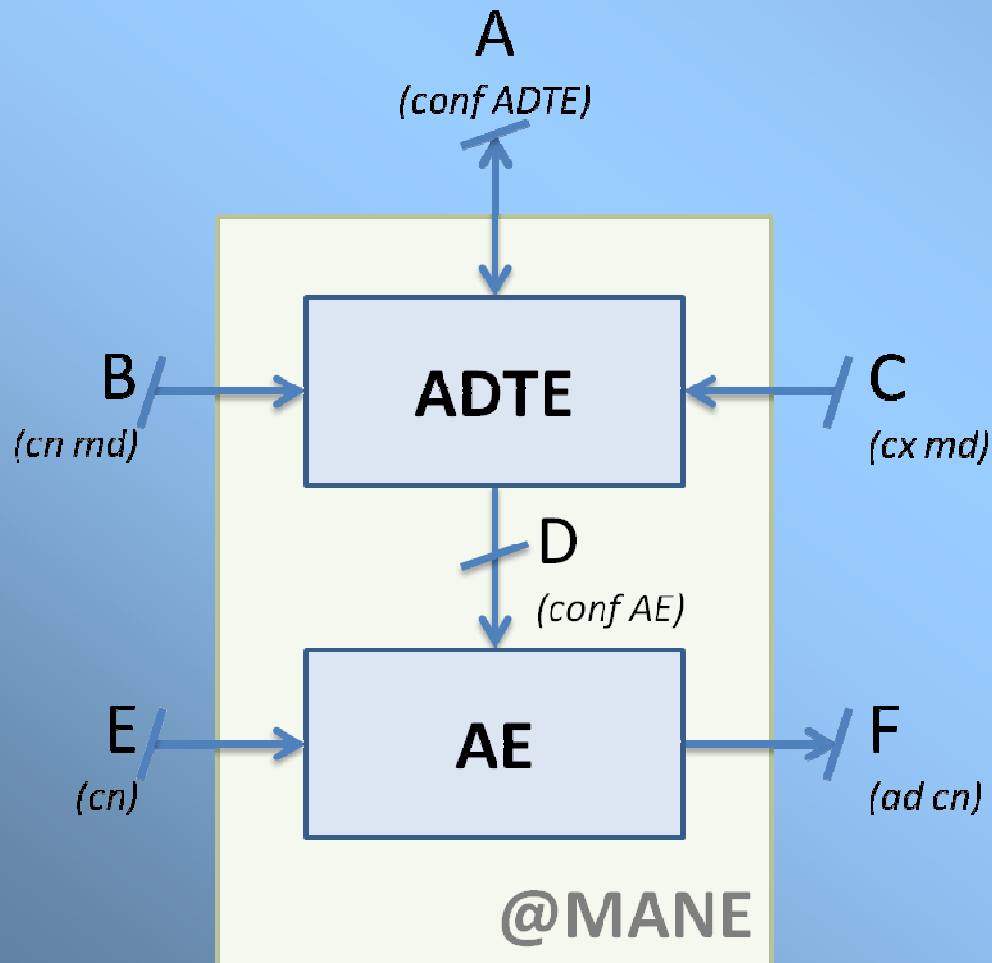 A
(conf ADTE)
B
(cn md)
ADTE
C
(cx md)
D
(conf AE)
E
(cn)
AE
F
(ad cn)
@MANE